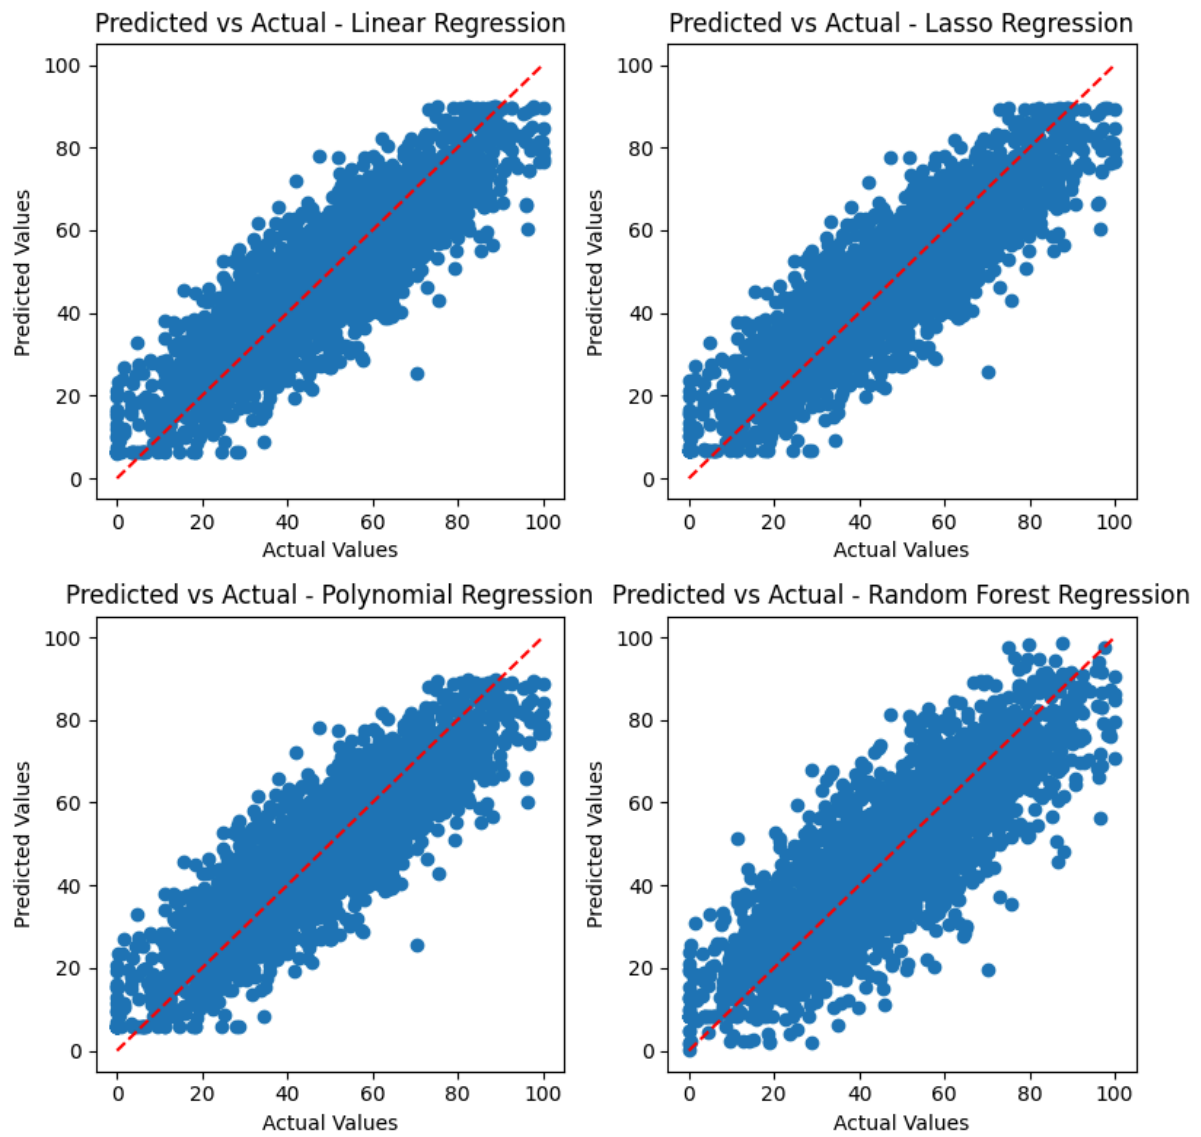 Predicted vs Actual - Linear Regression
100
80
60
40
20
0
Predicted Values
0 20 40 60 80 100
Actual Values
Predicted vs Actual - Lasso Regression
100
80
60
40
20
0
Predicted Values
0 20 40 60 80 100
Actual Values
Predicted vs Actual - Polynomial Regression
100
80
60
40
20
0
Predicted Values
0 20 40 60 80 100
Actual Values
Predicted vs Actual - Random Forest Regression
100
80
60
40
20
0
Predicted Values
0 20 40 60 80 100
Actual Values